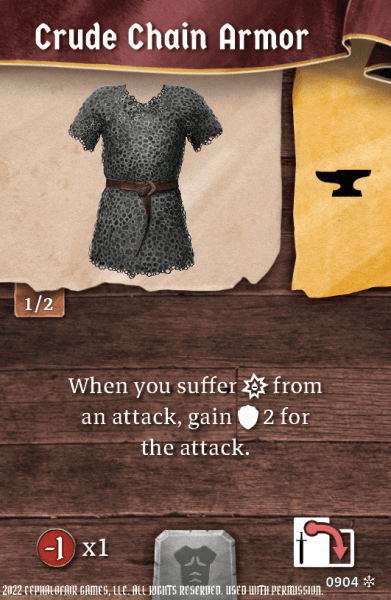 Crude Chain Armor
1/2
When you suffer from
an attack, gain 2 for
the attack.
-1 x1
0904
2022 CEPHALOFAIR GAMES, LLC. ALL RIGHTS RESERVED. USED WITH PERMISSION.